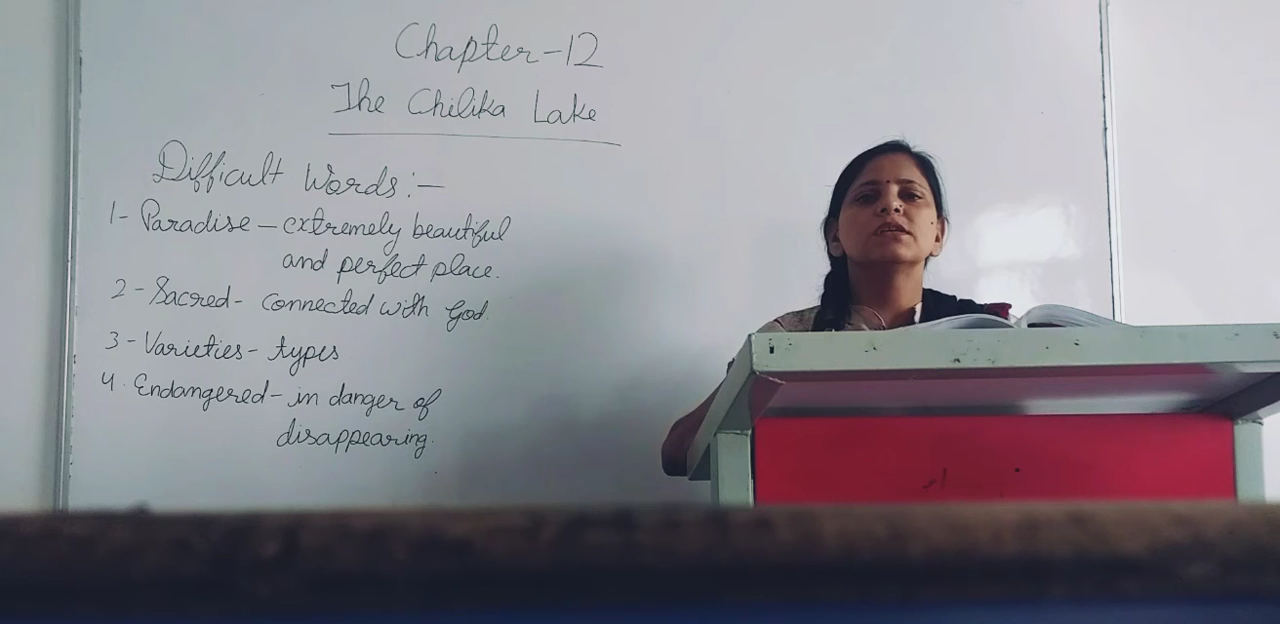 Chapter-12
The Chilika Lake
Difficult Words:-
1- Paradise - extremely beautiful
and perfect place.
2- Sacred- connected with God.
3- Varieties- types
4. Endangered- in danger of
disappearing.